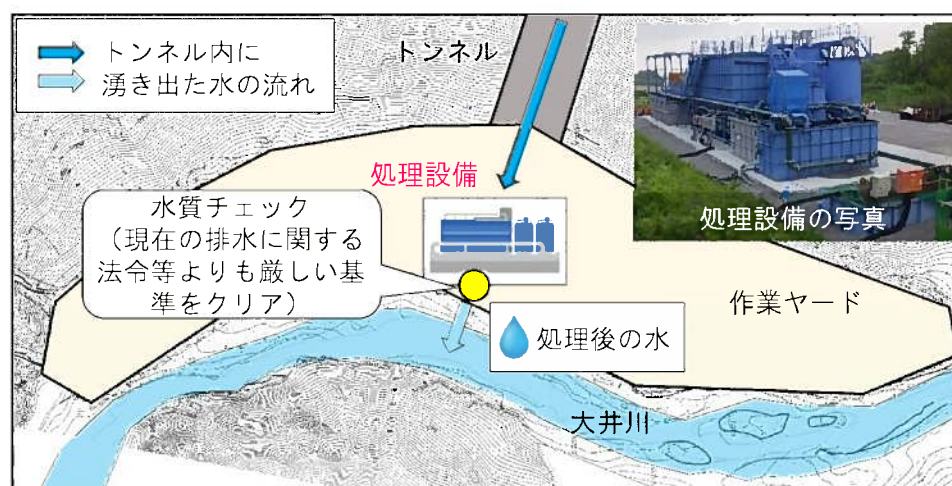 トンネル内に
湧き出た水の流れ
トンネル
処理設備
水質チェック
（現在の排水に関する
法令等よりも厳しい基
準をクリア）
処理設備の写真
作業ヤード
処理後の水
大井川